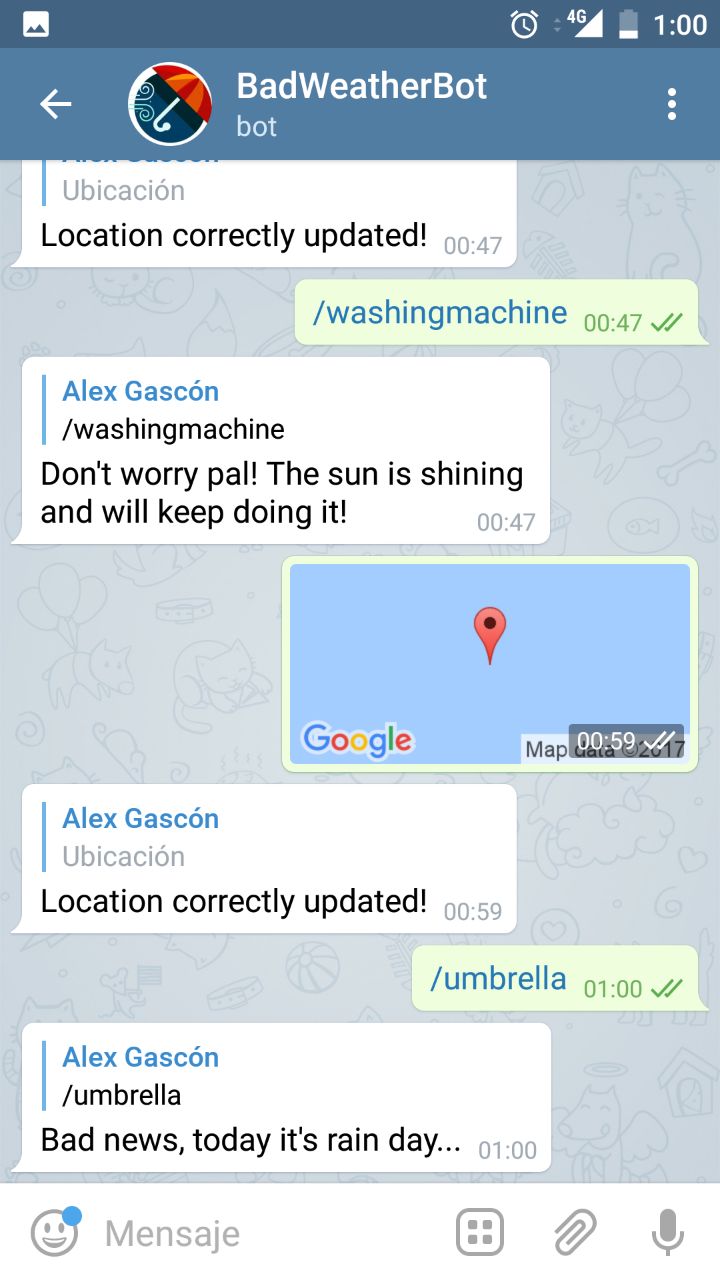 4G 1:00
BadWeatherBot
bot
Alex Gascón
Ubicación
Location correctly updated! 00:47
/washingmachine 00:47
Alex Gascón
/washingmachine
Don't worry pal! The sun is shining
and will keep doing it! 00:47
Google
Map data ©2017
00:59
Alex Gascón
Ubicación
Location correctly updated! 00:59
/umbrella 01:00
Alex Gascón
/umbrella
Bad news, today it's rain day... 01:00
Mensaje